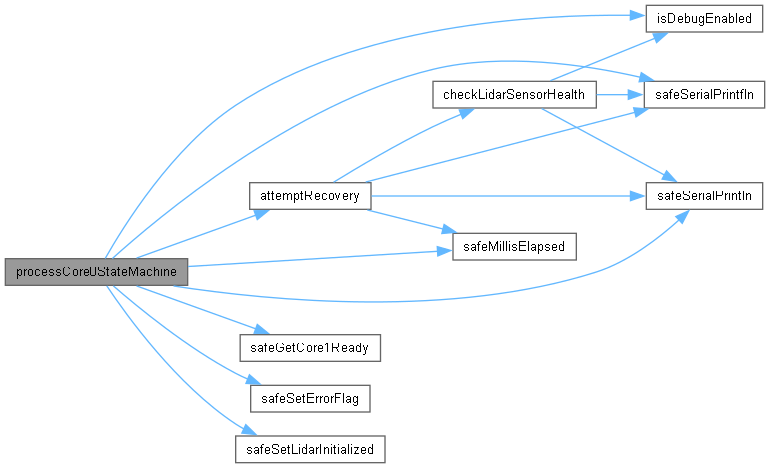 isDebugEnabled
safeSerialPrintfln
checkLidarSensorHealth
attemptRecovery
safeSerialPrintln
safeMillisElapsed
processCore0StateMachine
safeGetCore1Ready
safeSetErrorFlag
safeSetLidarInitialized